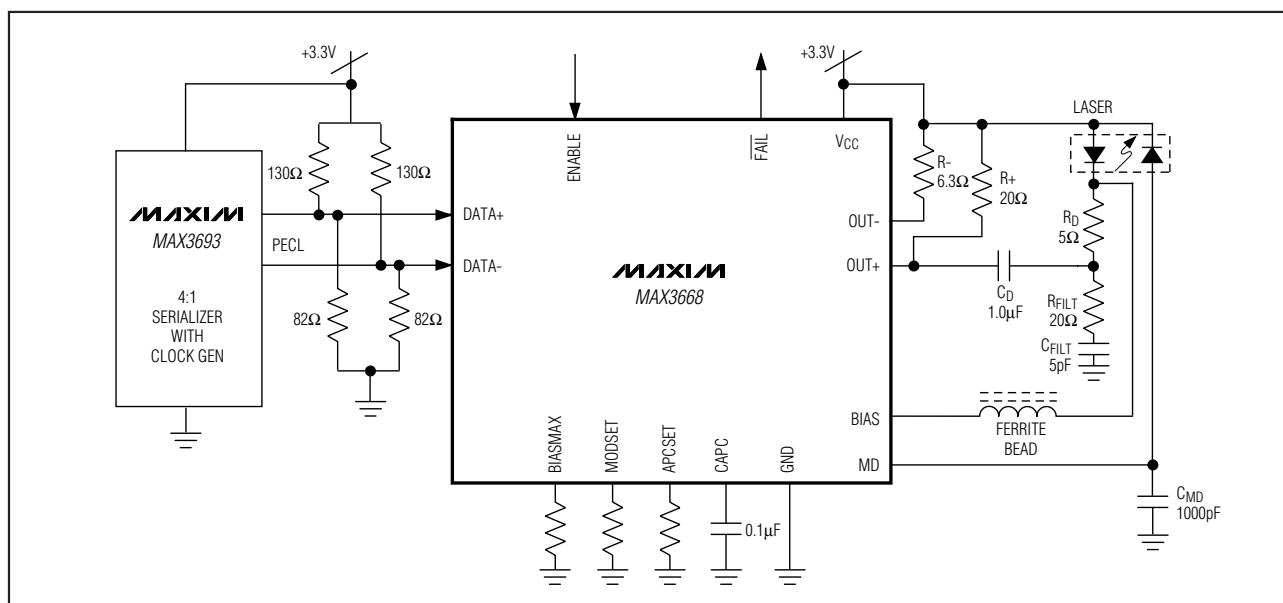 +3.3V
130Ω
130Ω
MAXIM
MAX3693
4:1
SERIALIZER
WITH
CLOCK GEN
PECL
82Ω
82Ω
ENABLE
FAIL
VCC
DATA+
DATA-
MAXIM
MAX3668
OUT-
OUT+
BIAS
MD
BIASMAX
MODSET
APCSET
CAPC
GND
0.1µF
+3.3V
LASER
R-
6.3Ω
R+
20Ω
RD
5Ω
CD
1.0µF
RFILT
20Ω
CFILT
5pF
FERRITE
BEAD
CMD
1000pF